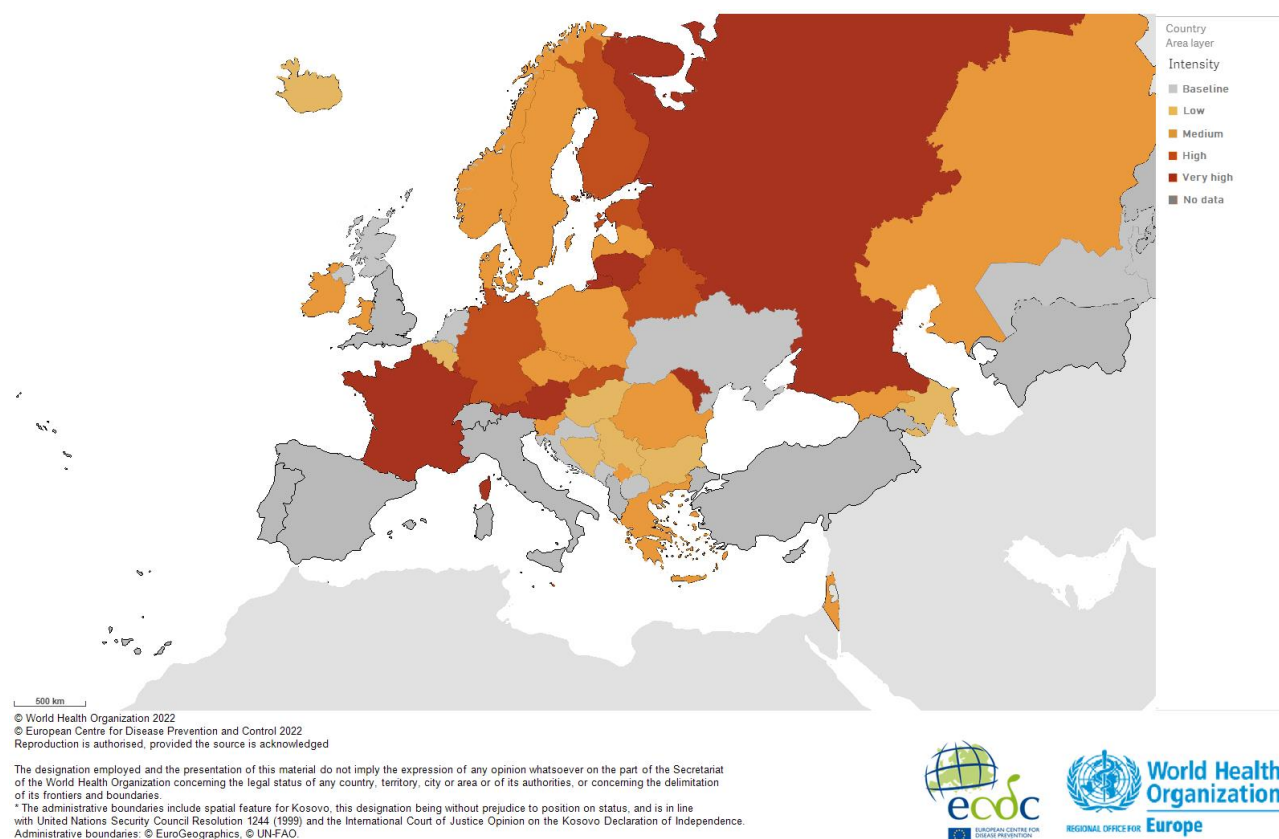 Country
Area layer
Intensity
Baseline
Low
Medium
High
Very high
No data
500 km
© World Health Organization 2022
© European Centre for Disease Prevention and Control 2022
Reproduction is authorised, provided the source is acknowledged
The designation employed and the presentation of this material do not imply the expression of any opinion whatsoever on the part of the Secretariat
of the World Health Organization concerning the legal status of any country, territory, city or area or of its authorities, or concerning the delimitation
of its frontiers and boundaries.
* The administrative boundaries include spatial feature for Kosovo, this designation being without prejudice to position on status, and is in line
with United Nations Security Council Resolution 1244 (1999) and the International Court of Justice Opinion on the Kosovo Declaration of Independence.
Administrative boundaries: © EuroGeographics, © UN-FAO.
ecdc
EUROPEAN CENTRE FOR
DISEASE PREVENTION
World Health
Organization
REGIONAL OFFICE FOR Europe